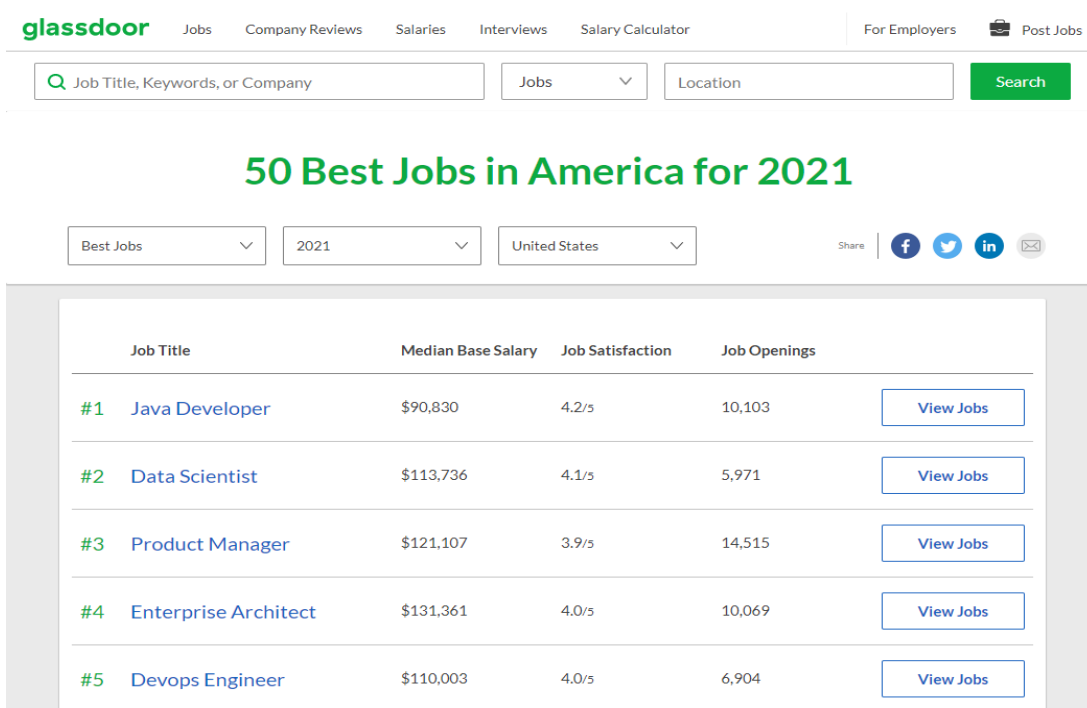 glassdoor Jobs Company Reviews Salaries Interviews Salary Calculator For Employers Post Jobs
Job Title, Keywords, or Company Jobs Location Search
50 Best Jobs in America for 2021
Best Jobs 2021 United States Share
Job Title Median Base Salary Job Satisfaction Job Openings
#1 Java Developer $90,830 4.2/5 10,103 View Jobs
#2 Data Scientist $113,736 4.1/5 5,971 View Jobs
#3 Product Manager $121,107 3.9/5 14,515 View Jobs
#4 Enterprise Architect $131,361 4.0/5 10,069 View Jobs
#5 Devops Engineer $110,003 4.0/5 6,904 View Jobs